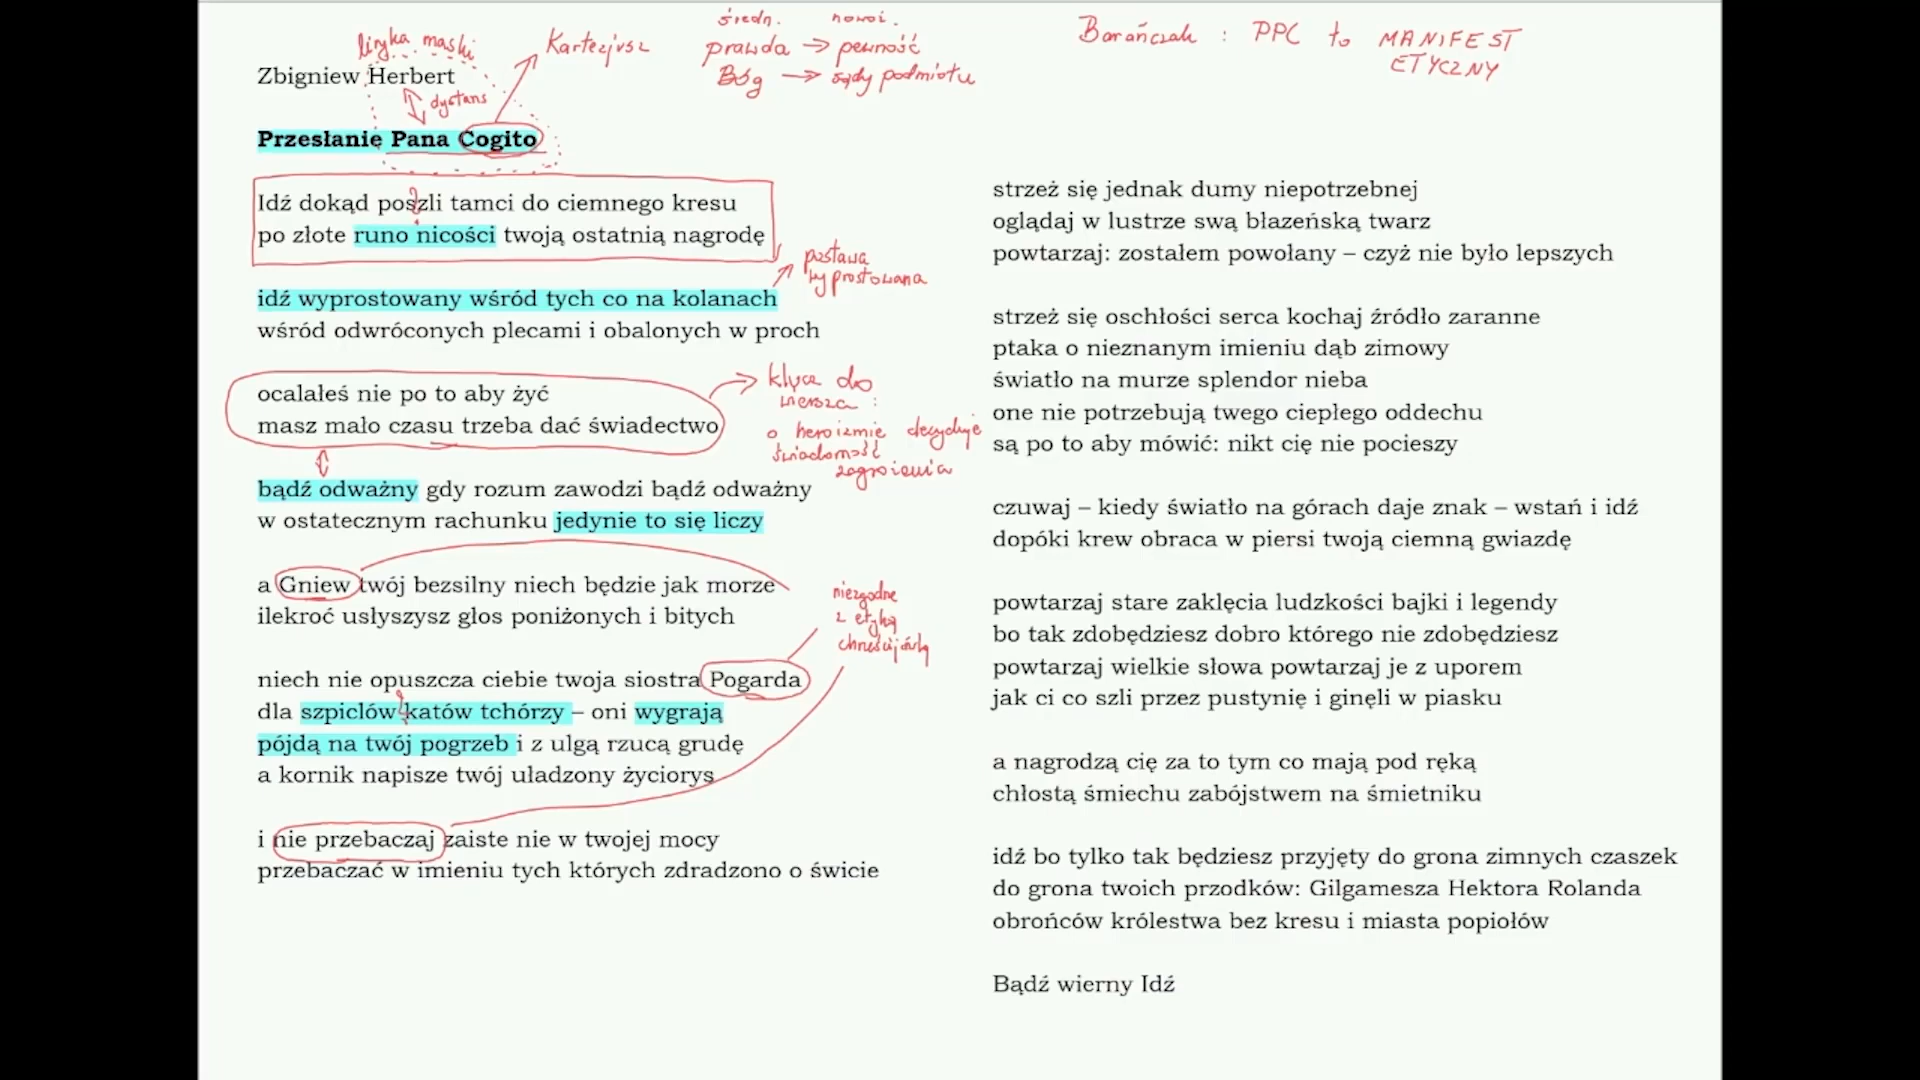 liryka maski
Kartezjusz
średn. nowoż.
prawda → pewność
Bóg → sądy podmiotu
Barańczak : PPC to MANIFEST
ETYCZNY
Zbigniew Herbert
dystans
Przesłanie Pana Cogito
Idź dokąd poszli tamci do ciemnego kresu
po złote runo nicości twoją ostatnią nagrodę
postawa
wyprostowana
idź wyprostowany wśród tych co na kolanach
wśród odwróconych plecami i obalonych w proch
ocalałeś nie po to aby żyć
masz mało czasu trzeba dać świadectwo
klucz do
wiersza :
o heroizmie decyduje
świadomość
zagrożenia
bądź odważny gdy rozum zawodzi bądź odważny
w ostatecznym rachunku jedynie to się liczy
a Gniew twój bezsilny niech będzie jak morze
ilekroć usłyszysz głos poniżonych i bitych
niezgodne
z etyką
chrześcijańską
niech nie opuszcza ciebie twoja siostra Pogarda
dla szpiclów katów tchórzy – oni wygrają
pójdą na twój pogrzeb i z ulgą rzucą grudę
a kornik napisze twój uładzony życiorys
i nie przebaczaj zaiste nie w twojej mocy
przebaczać w imieniu tych których zdradzono o świcie
strzeż się jednak dumy niepotrzebnej
oglądaj w lustrze swą błazeńską twarz
powtarzaj: zostałem powołany – czyż nie było lepszych
strzeż się oschłości serca kochaj źródło zaranne
ptaka o nieznanym imieniu dąb zimowy
światło na murze splendor nieba
one nie potrzebują twego ciepłego oddechu
są po to aby mówić: nikt cię nie pocieszy
czuwaj – kiedy światło na górach daje znak – wstań i idź
dopóki krew obraca w piersi twoją ciemną gwiazdę
powtarzaj stare zaklęcia ludzkości bajki i legendy
bo tak zdobędziesz dobro którego nie zdobędziesz
powtarzaj wielkie słowa powtarzaj je z uporem
jak ci co szli przez pustynię i ginęli w piasku
a nagrodzą cię za to tym co mają pod ręką
chłostą śmiechu zabójstwem na śmietniku
idź bo tylko tak będziesz przyjęty do grona zimnych czaszek
do grona twoich przodków: Gilgamesza Hektora Rolanda
obrońców królestwa bez kresu i miasta popiołów
Bądź wierny Idź